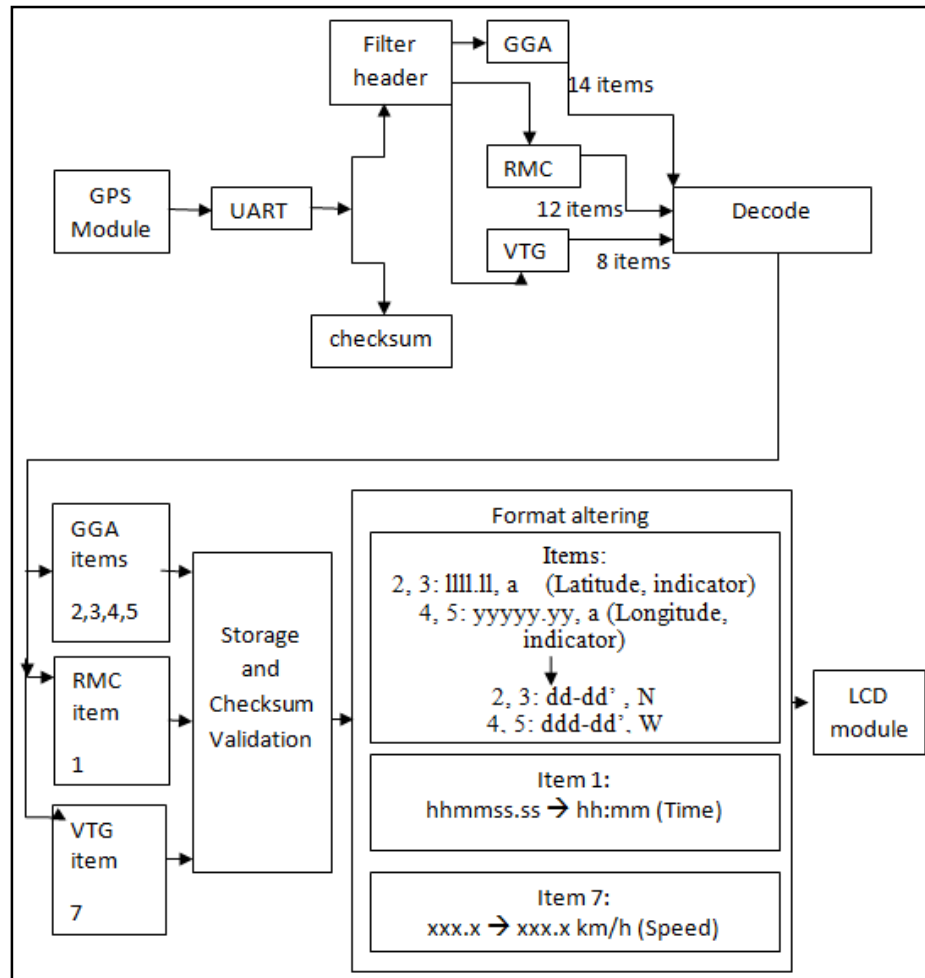 Filter
header
GGA
14 items
RMC
12 items
VTG
8 items
GPS
Module
UART
Decode
checksum
GGA
items
2,3,4,5
RMC
item
1
VTG
item
7
Storage
and
Checksum
Validation
Format altering
Items:
2, 3: llll.ll, a (Latitude, indicator)
4, 5: yyyyy.yy, a (Longitude,
indicator)
2, 3: dd-dd’ , N
4, 5: ddd-dd’, W
Item 1:
hhmmss.ss → hh:mm (Time)
Item 7:
xxx.x → xxx.x km/h (Speed)
LCD
module